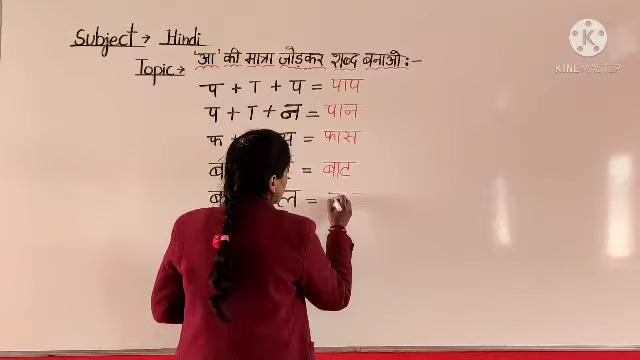 Subject → Hindi
Topic → 'आ' की मात्रा जोड़कर शब्द बनाओ :-
प + ा + प = पाप
प + ा + न = पान
फ + स = फास
= बाट
ल =
KINEMASTER